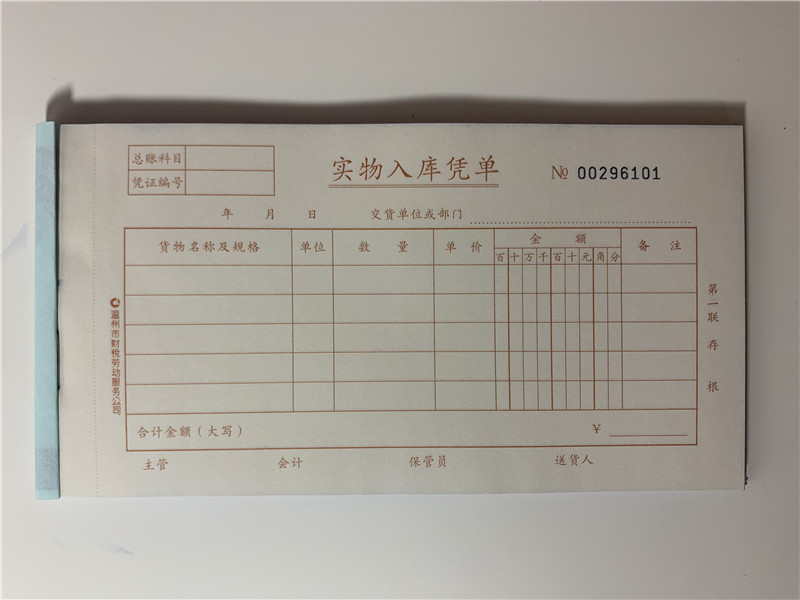 总账科目
凭证编号
实物入库凭单
№ 00296101
年 月 日 交货单位或部门
货物名称及规格 单位 数量 单价 金额 备注
百 十 万 千 百 十 元 角 分
合计金额（大写） ¥
主管 会计 保管员 送货人
第一联存根
温州市财税劳动服务公司